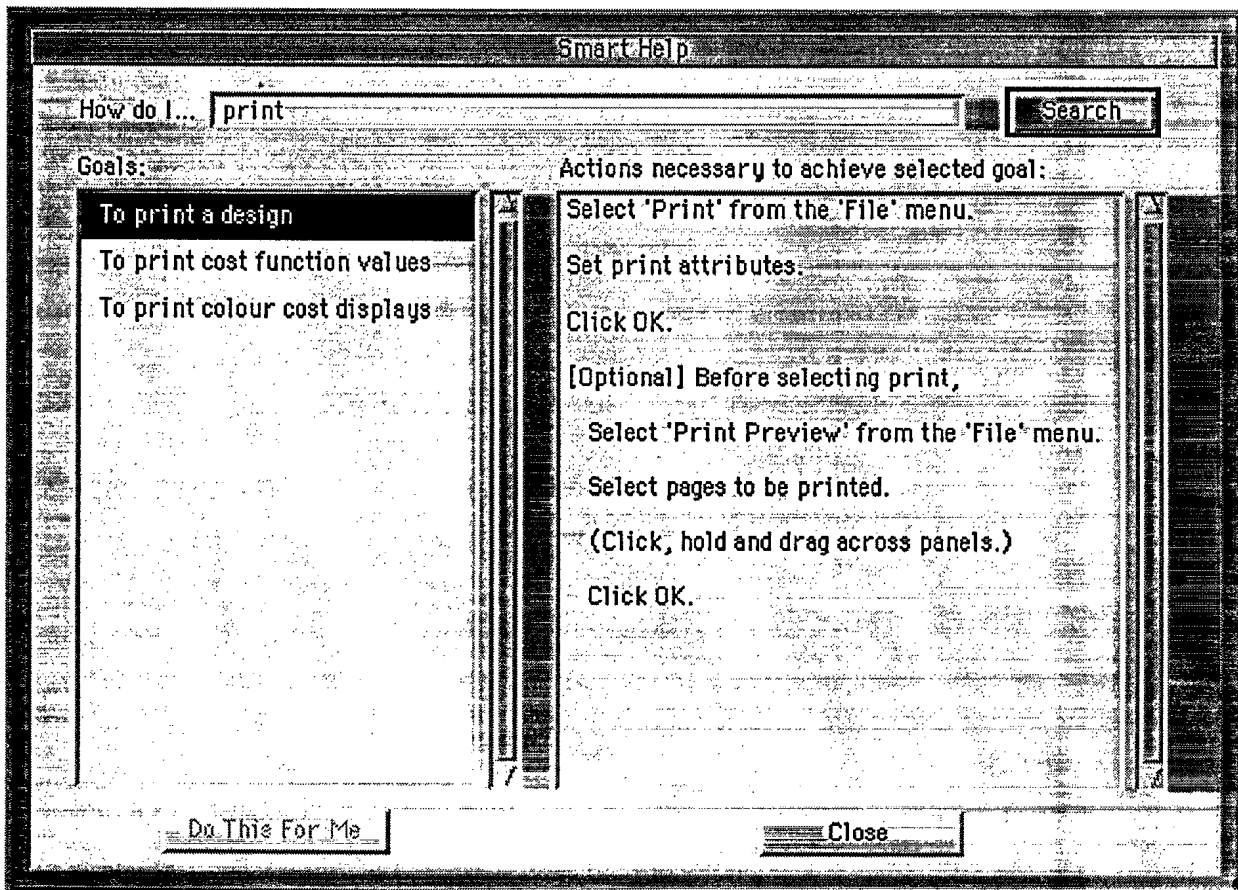 Smart Help
How do I... print Search
Goals:
To print a design
To print cost function values
To print colour cost displays
Actions necessary to achieve selected goal:
Select 'Print' from the 'File' menu.
Set print attributes.
Click OK.
[Optional] Before selecting print,
Select 'Print Preview' from the 'File' menu.
Select pages to be printed.
(Click, hold and drag across panels.)
Click OK.
Do This For Me
Close